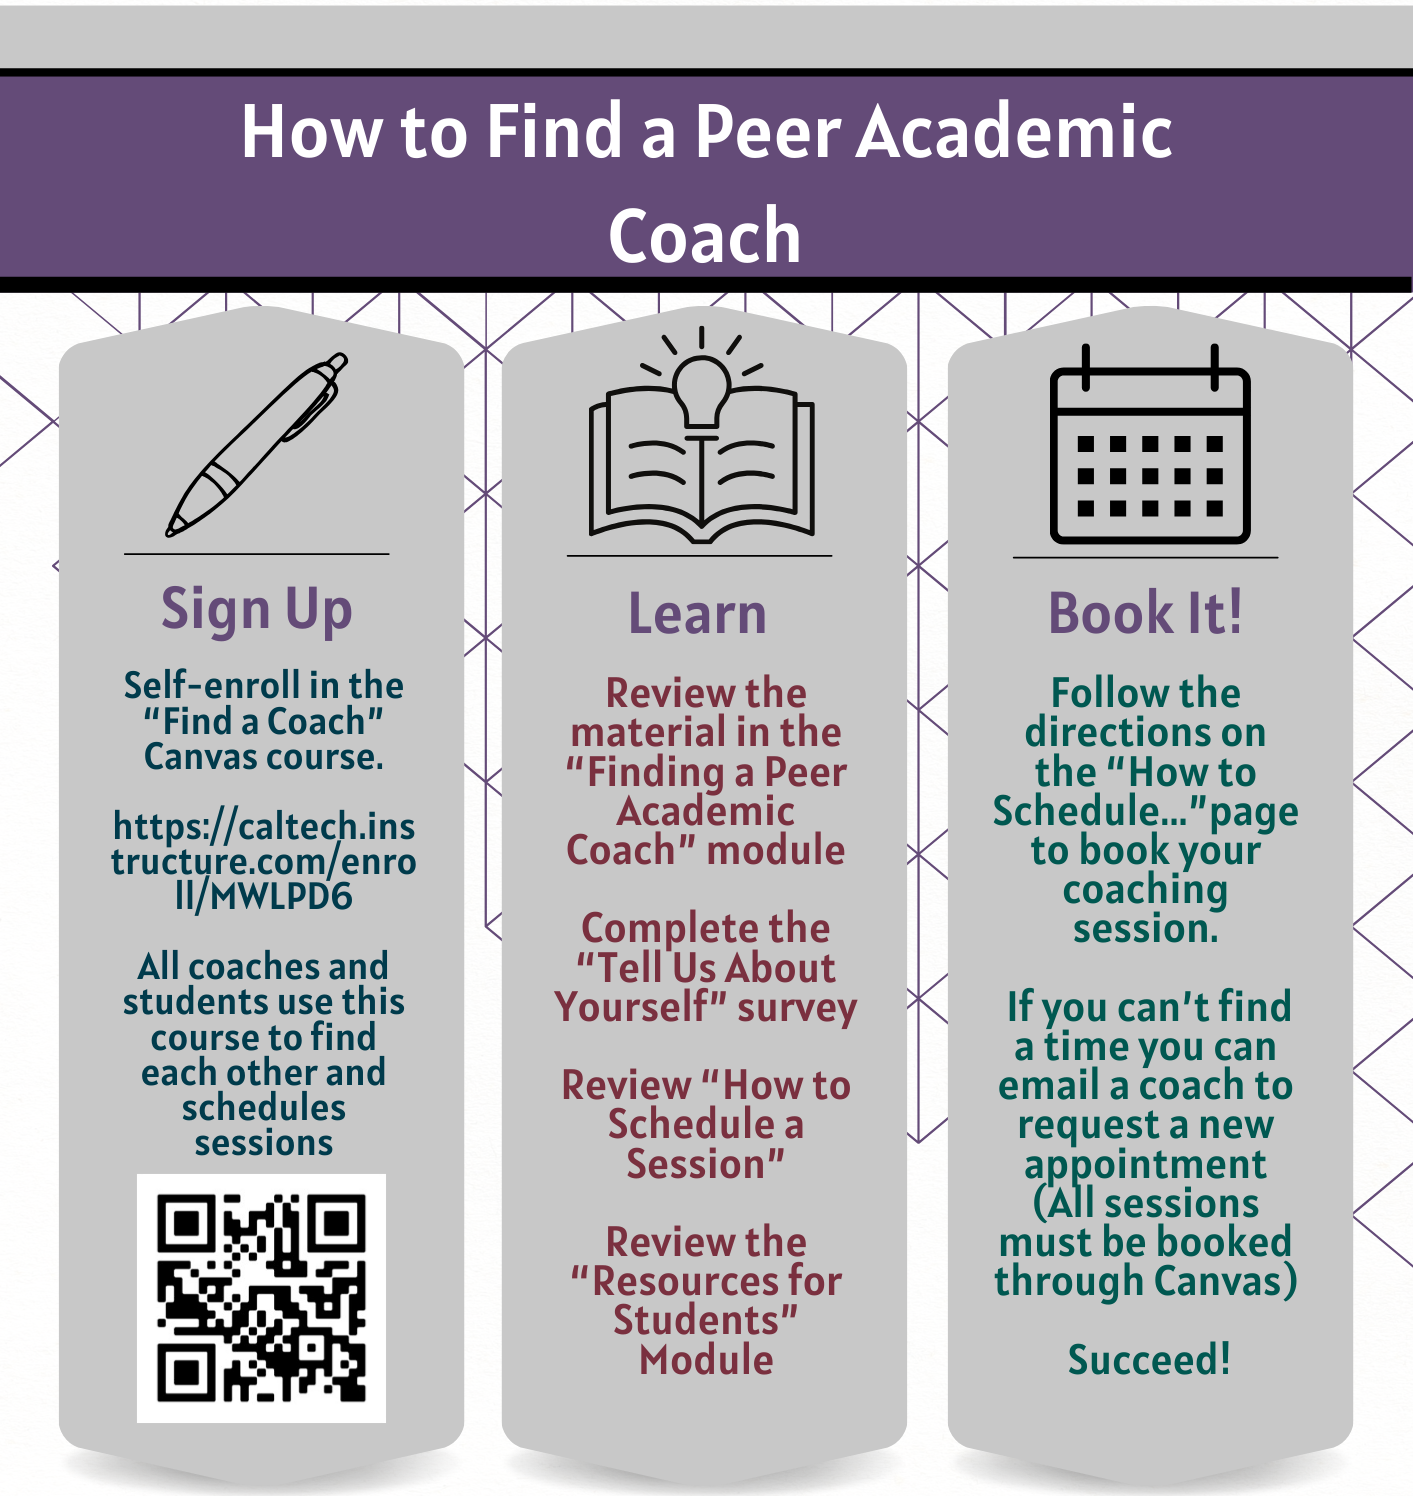 How to Find a Peer Academic
Coach
Sign Up
Self-enroll in the
“Find a Coach”
Canvas course.
https://caltech.ins
tructure.com/enro
ll/MWLPD6
All coaches and
students use this
course to find
each other and
schedules
sessions
Learn
Review the
material in the
“Finding a Peer
Academic
Coach” module
Complete the
“Tell Us About
Yourself” survey
Review “How to
Schedule a
Session”
Review the
“Resources for
Students”
Module
Book It!
Follow the
directions on
the “How to
Schedule...”page
to book your
coaching
session.
If you can’t find
a time you can
email a coach to
request a new
appointment
(All sessions
must be booked
through Canvas)
Succeed!